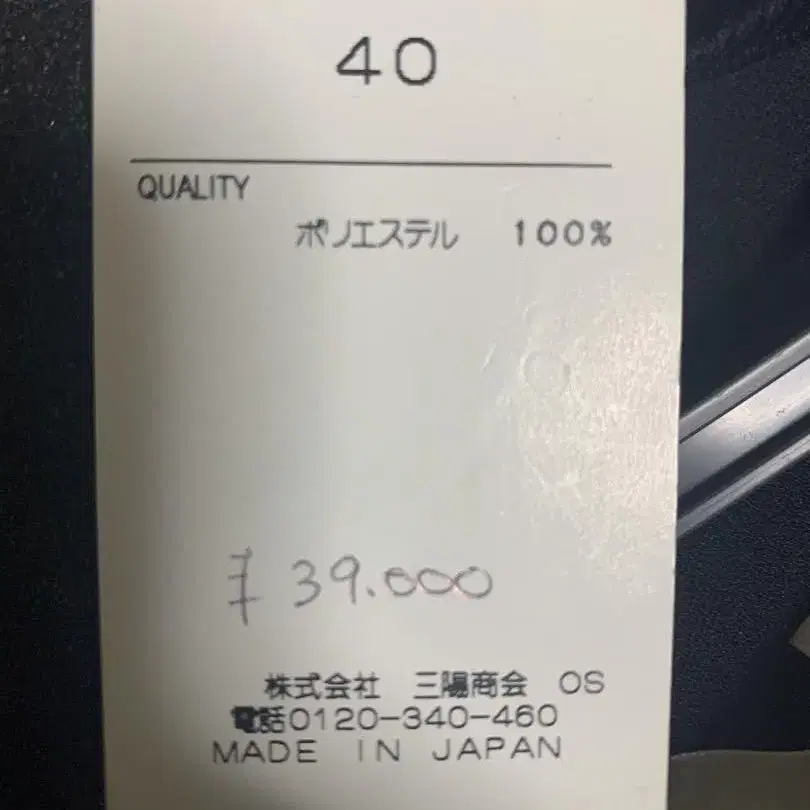 40
QUALITY
ポリエステル 100%
¥ 39.000
株式会社 三陽商会 OS
電話0120-340-460
MADE IN JAPAN